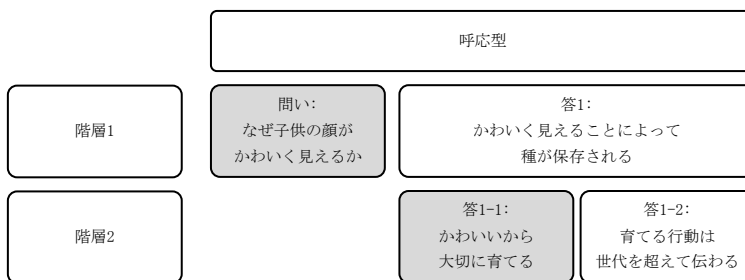 呼応型
階層1
問い:
なぜ子供の顔が
かわいく見えるか
答1:
かわいく見えることによって
種が保存される
階層2
答1-1:
かわいいから
大切に育てる
答1-2:
育てる行動は
世代を超えて伝わる